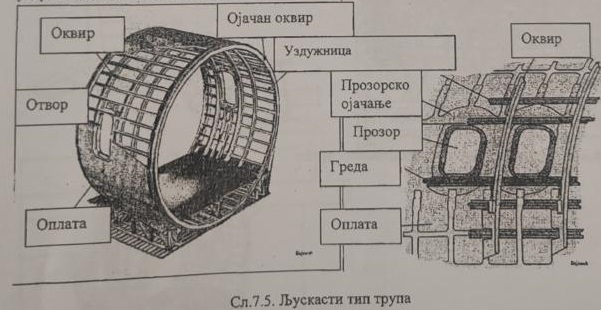 Оквир
Ојачан оквир
Уздужница
Отвор
Оплата
Оквир
Прозорско
ојачање
Прозор
Греда
Оплата
Сл.7.5. Љускасти тип трупа